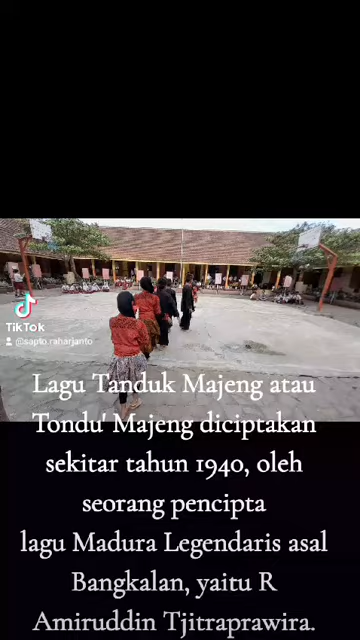 TikTok
@sapto.raharjanto
Lagu Tanduk Majeng atau
Tondu' Majeng diciptakan
sekitar tahun 1940, oleh
seorang pencipta
lagu Madura Legendaris asal
Bangkalan, yaitu R
Amiruddin Tjitraprawira.